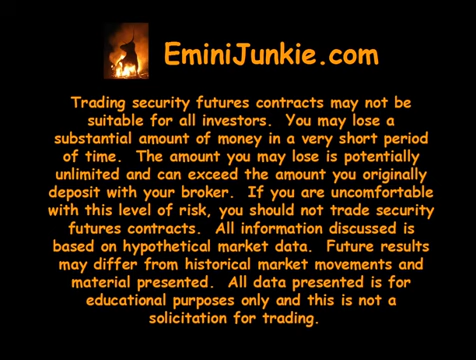 EminiJunkie.com
Trading security futures contracts may not be
suitable for all investors. You may lose a
substantial amount of money in a very short period
of time. The amount you may lose is potentially
unlimited and can exceed the amount you originally
deposit with your broker. If you are uncomfortable
with this level of risk, you should not trade security
futures contracts. All information discussed is
based on hypothetical market data. Future results
may differ from historical market movements and
material presented. All data presented is for
educational purposes only and this is not a
solicitation for trading.